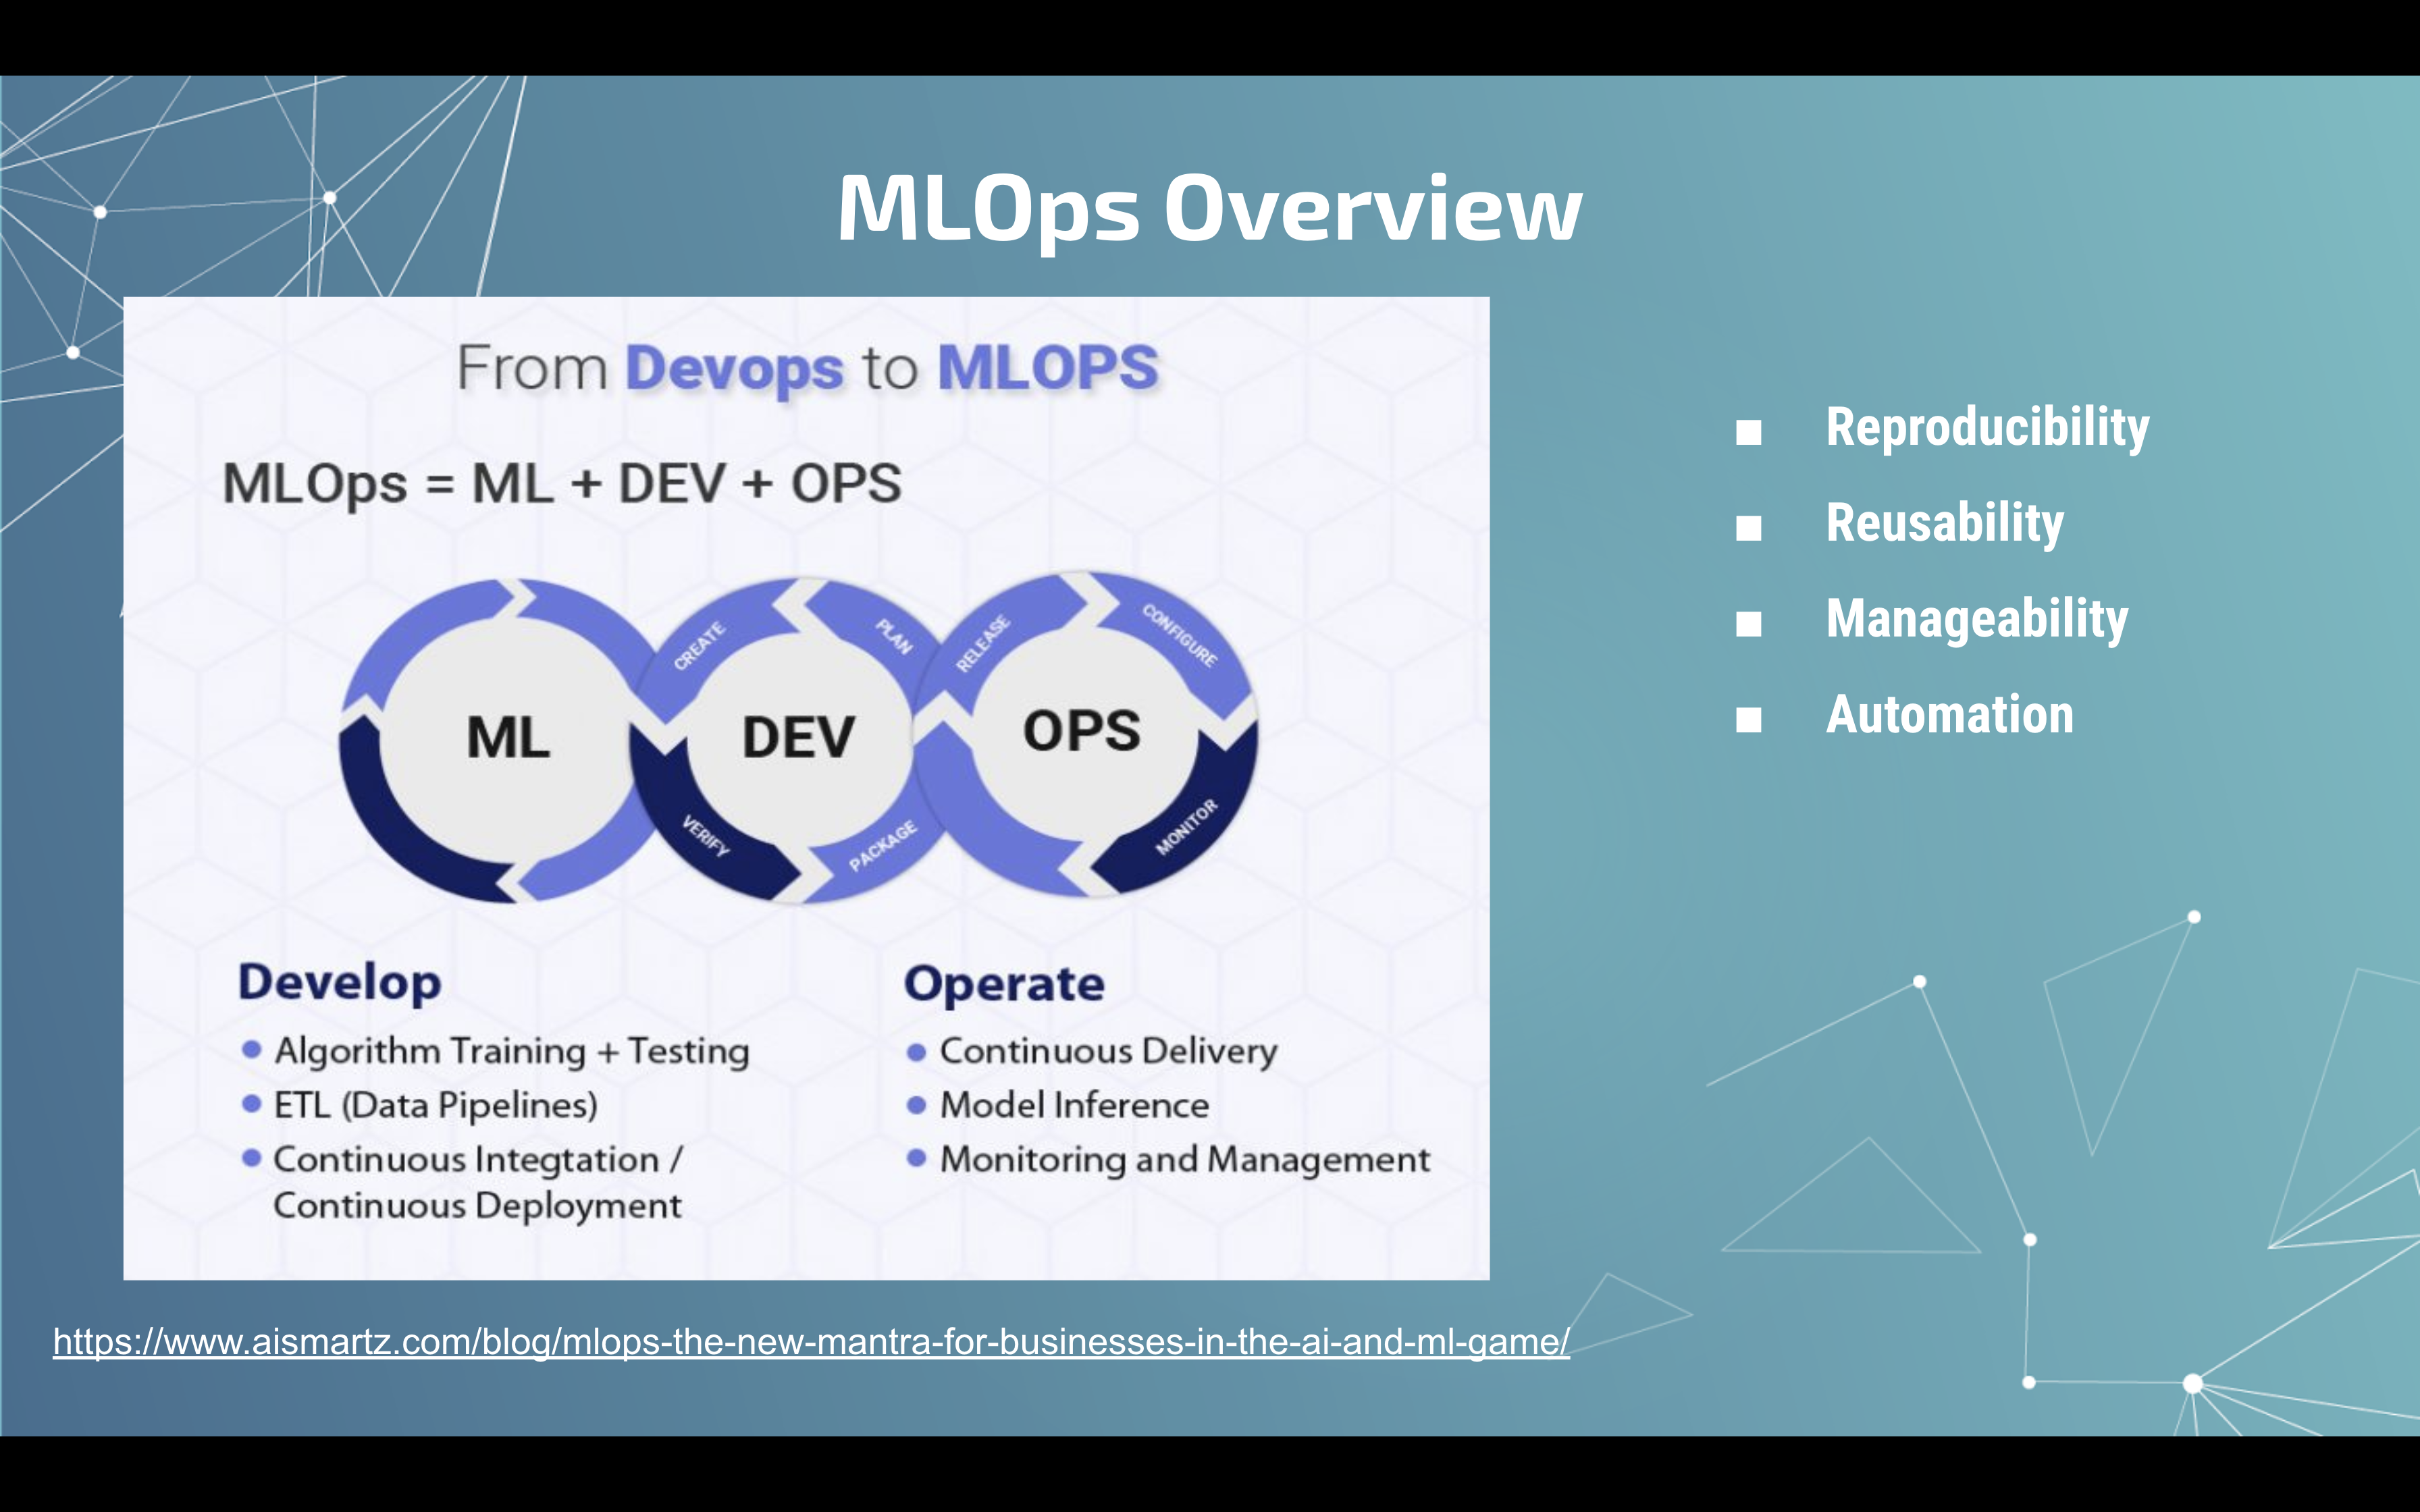 MLOps Overview
From Devops to MLOPS
MLOps = ML + DEV + OPS
ML
CREATE
PLAN
DEV
VERIFY
PACKAGE
RELEASE
CONFIGURE
OPS
MONITOR
Develop
Algorithm Training + Testing
ETL (Data Pipelines)
Continuous Integtation /
Continuous Deployment
Operate
Continuous Delivery
Model Inference
Monitoring and Management
Reproducibility
Reusability
Manageability
Automation
https://www.aismartz.com/blog/mlops-the-new-mantra-for-businesses-in-the-ai-and-ml-game/